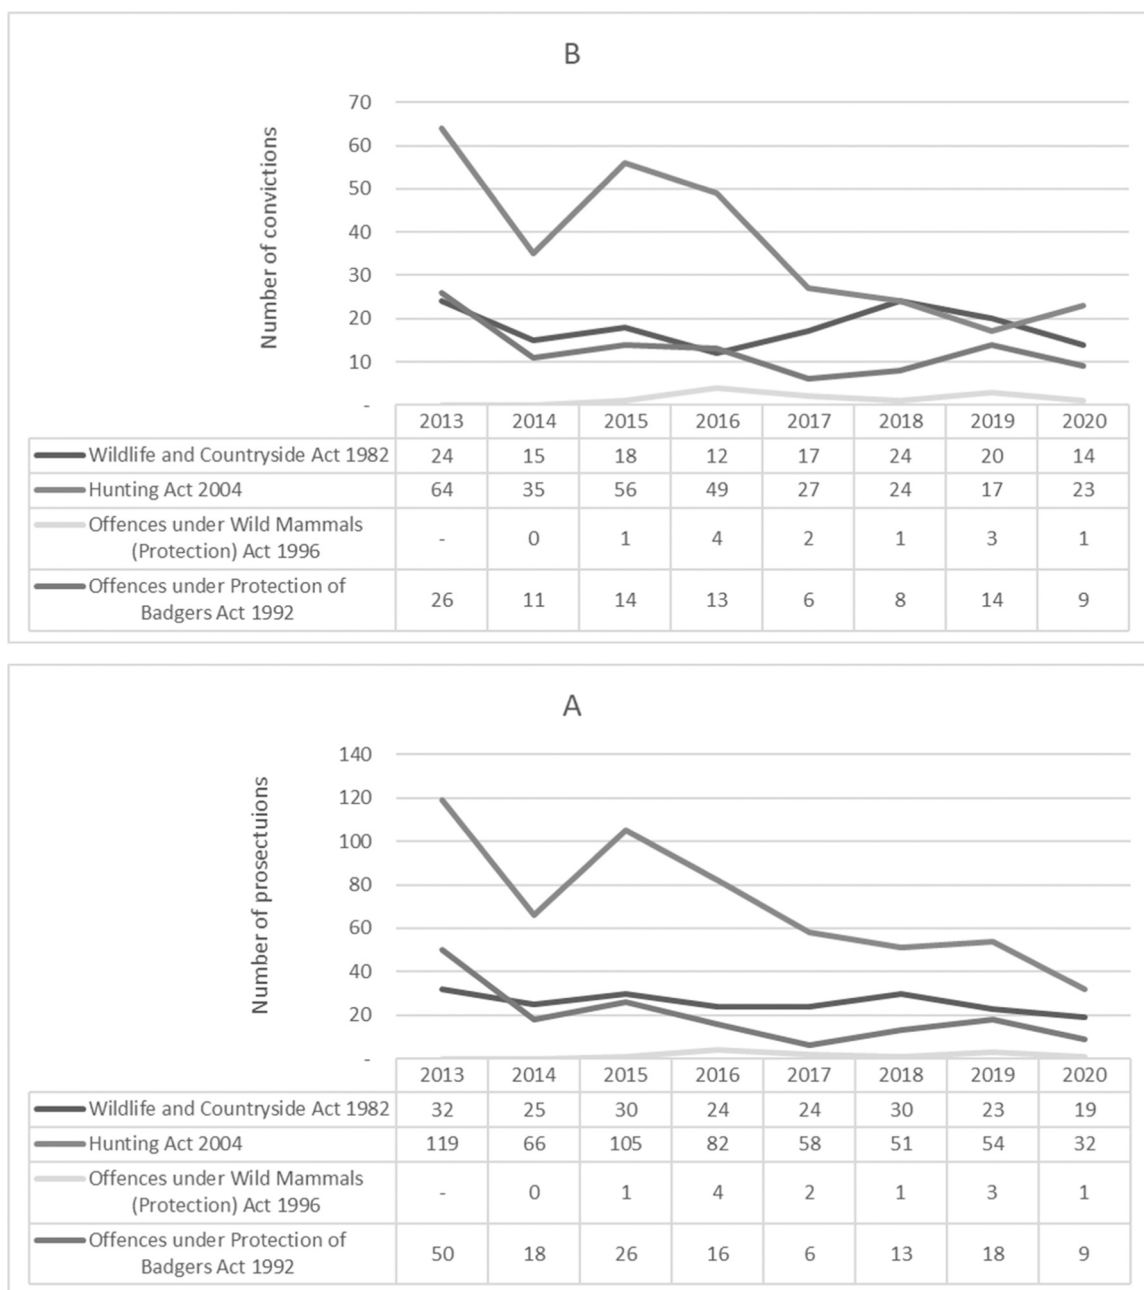 B
Number of convictions
70
60
50
40
30
20
10
-
2013 2014 2015 2016 2017 2018 2019 2020
Wildlife and Countryside Act 1982 24 15 18 12 17 24 20 14
Hunting Act 2004 64 35 56 49 27 24 17 23
Offences under Wild Mammals
(Protection) Act 1996 - 0 1 4 2 1 3 1
Offences under Protection of
Badgers Act 1992 26 11 14 13 6 8 14 9
A
Number of prosectuions
140
120
100
80
60
40
20
-
2013 2014 2015 2016 2017 2018 2019 2020
Wildlife and Countryside Act 1982 32 25 30 24 24 30 23 19
Hunting Act 2004 119 66 105 82 58 51 54 32
Offences under Wild Mammals
(Protection) Act 1996 - 0 1 4 2 1 3 1
Offences under Protection of
Badgers Act 1992 50 18 26 16 6 13 18 9